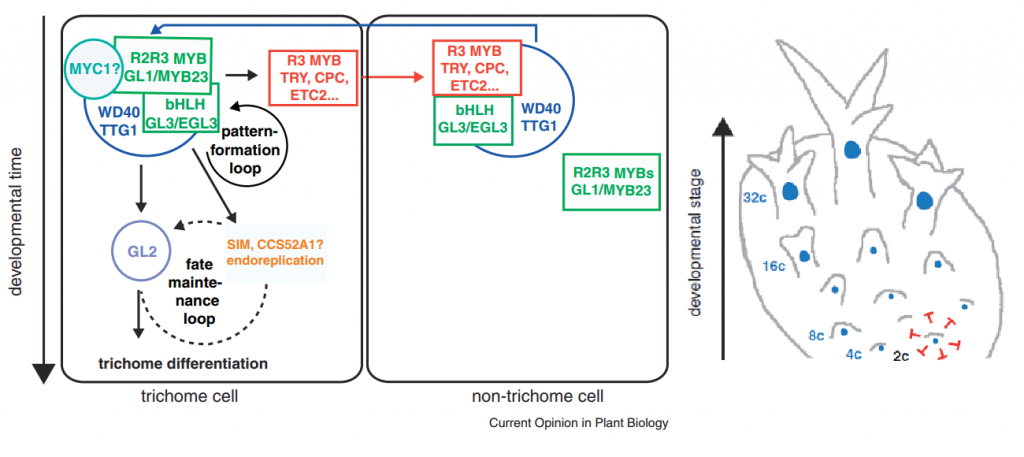 developmental time
MYC1?
R2R3 MYB
GL1/MYB23
WD40
TTG1
bHLH
GL3/EGL3
pattern-
formation
loop
R3 MYB
TRY, CPC,
ETC2...
GL2
SIM, CCS52A1?
endoreplication
fate
mainte-
nance
loop
trichome differentiation
trichome cell
R3 MYB
TRY, CPC,
ETC2...
bHLH
GL3/EGL3
WD40
TTG1
R2R3 MYBs
GL1/MYB23
non-trichome cell
Current Opinion in Plant Biology
developmental stage
32c
16c
8c
4c
2c